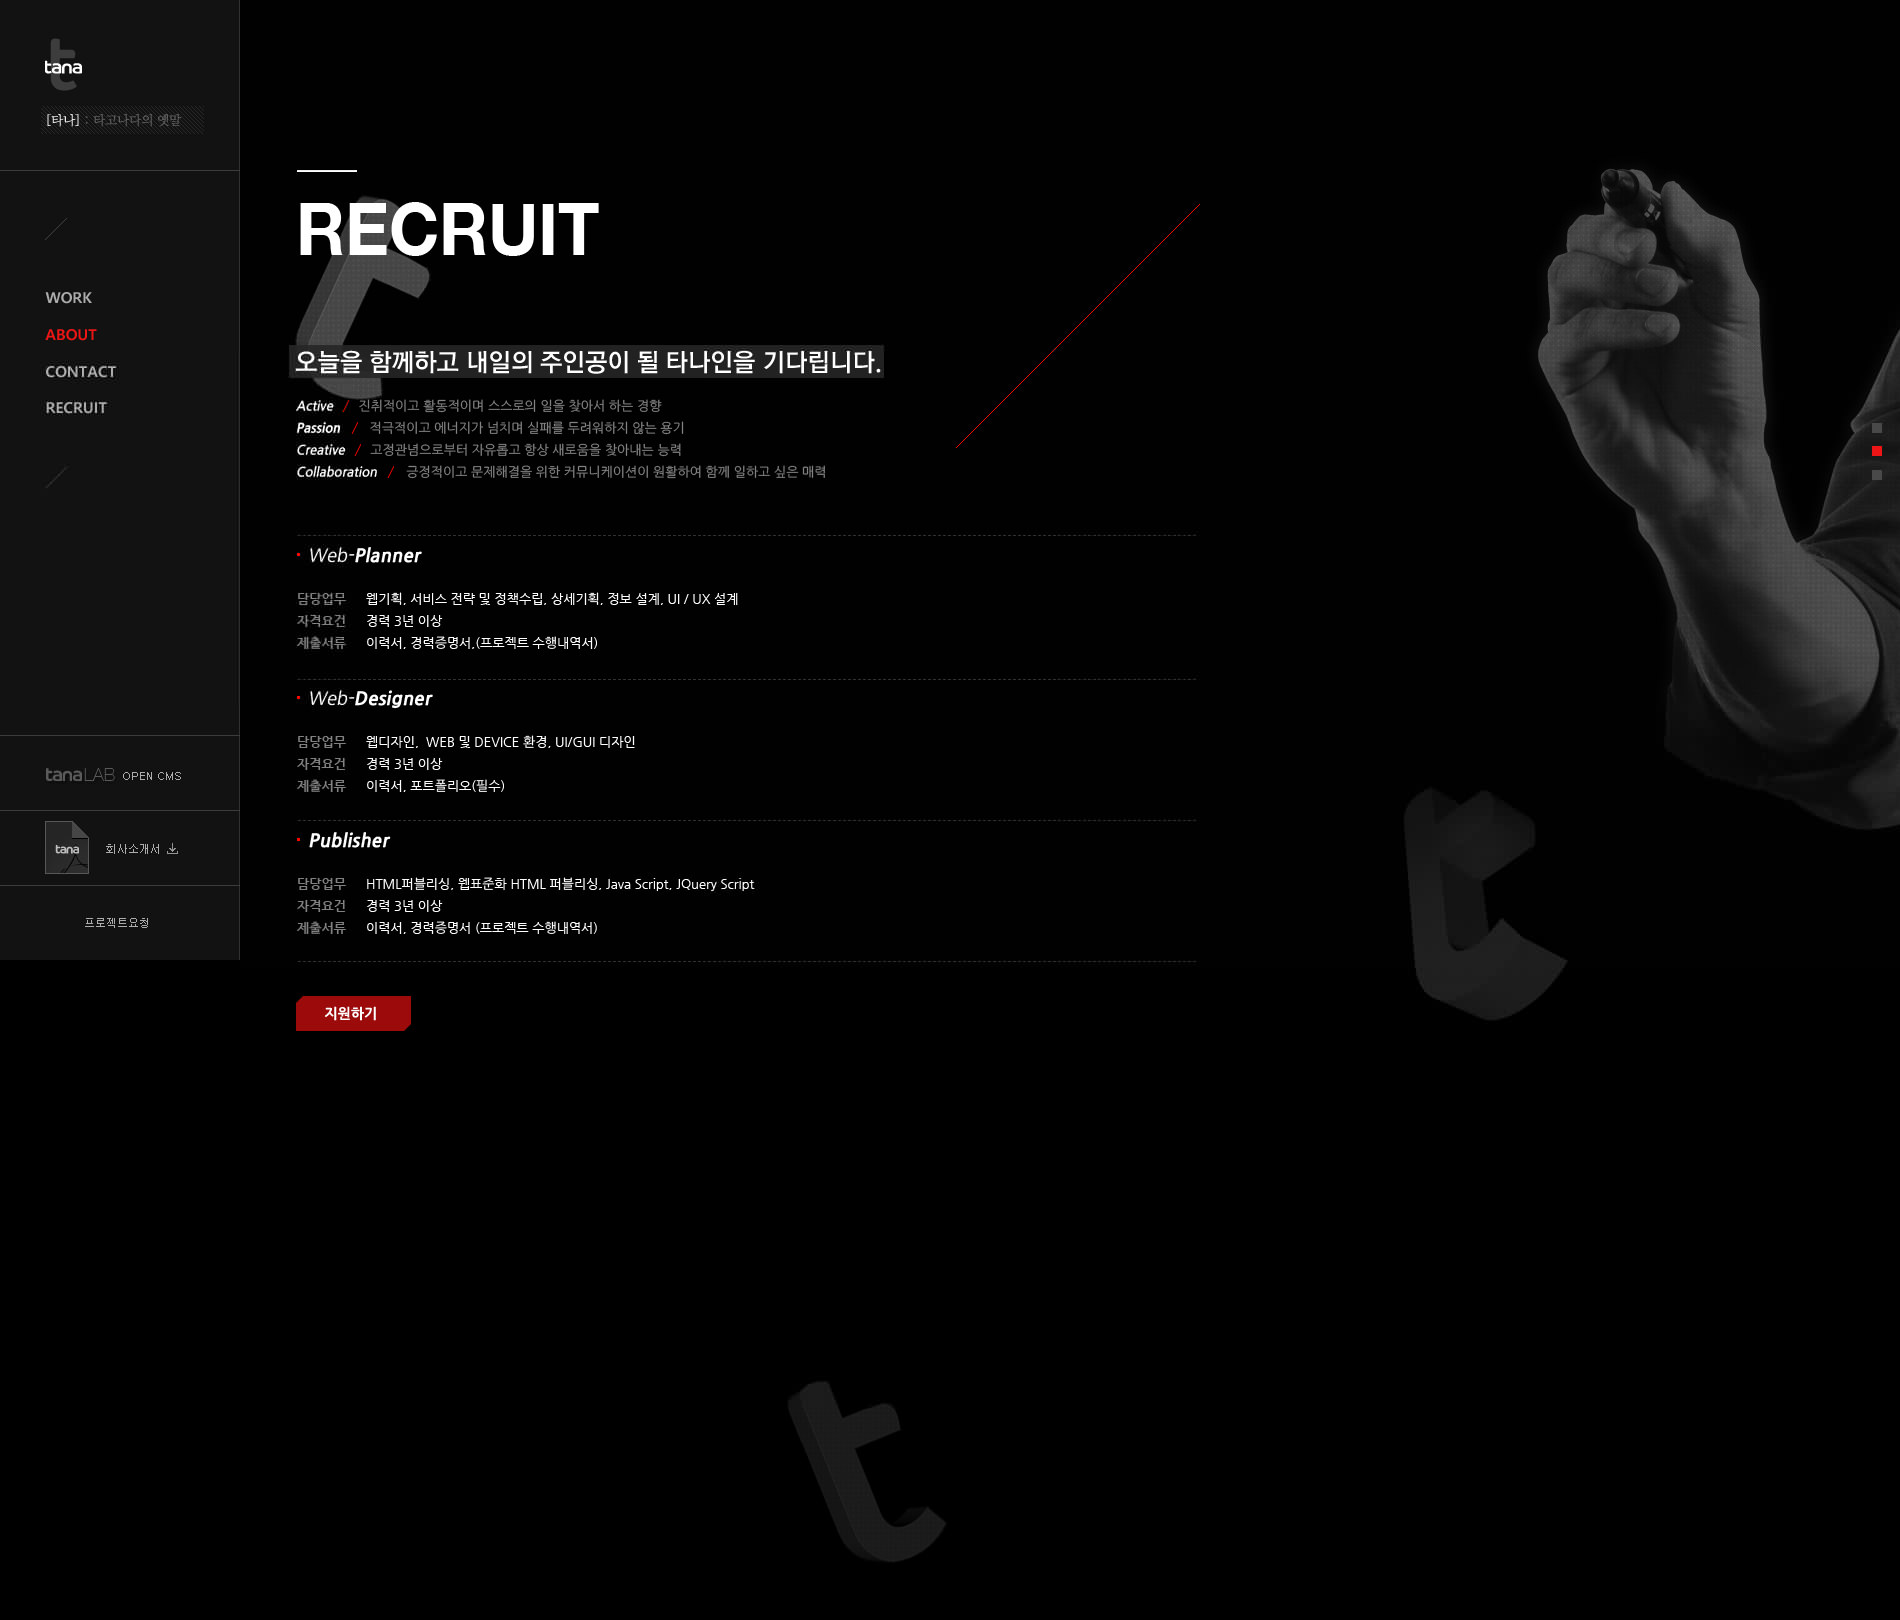 tana
[타나] : 타고나다의 옛말
WORK
ABOUT
CONTACT
RECRUIT
tanaLAB OPEN CMS
tana
회사소개서
프로젝트요청
RECRUIT
오늘을 함께하고 내일의 주인공이 될 타나인을 기다립니다.
Active / 진취적이고 활동적이며 스스로의 일을 찾아서 하는 경향
Passion / 적극적이고 에너지가 넘치며 실패를 두려워하지 않는 용기
Creative / 고정관념으로부터 자유롭고 항상 새로움을 찾아내는 능력
Collaboration / 긍정적이고 문제해결을 위한 커뮤니케이션이 원활하여 함께 일하고 싶은 매력
Web-Planner
담당업무 웹기획, 서비스 전략 및 정책수립, 상세기획, 정보 설계, UI / UX 설계
자격요건 경력 3년 이상
제출서류 이력서, 경력증명서,(프로젝트 수행내역서)
Web-Designer
담당업무 웹디자인, WEB 및 DEVICE 환경, UI/GUI 디자인
자격요건 경력 3년 이상
제출서류 이력서, 포트폴리오(필수)
Publisher
담당업무 HTML퍼블리싱, 웹표준화 HTML 퍼블리싱, Java Script, JQuery Script
자격요건 경력 3년 이상
제출서류 이력서, 경력증명서 (프로젝트 수행내역서)
지원하기